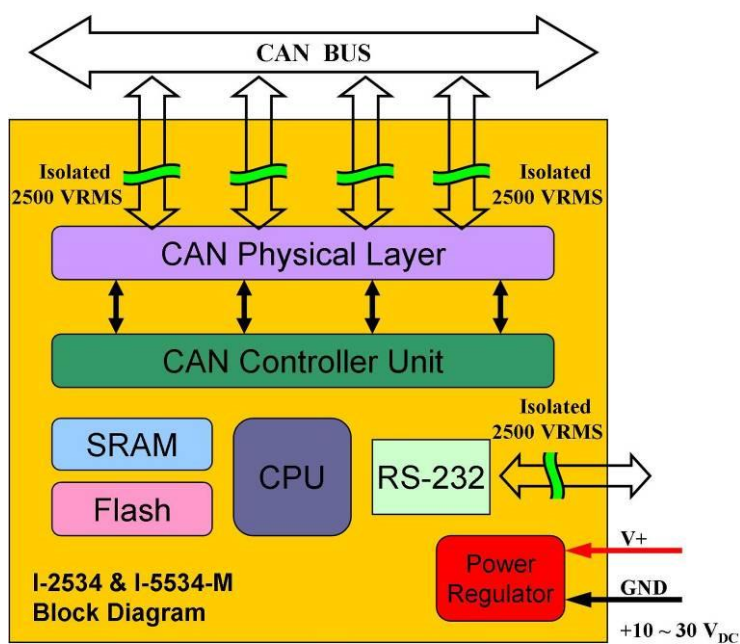 CAN BUS
Isolated
2500 VRMS
Isolated
2500 VRMS
CAN Physical Layer
CAN Controller Unit
SRAM
CPU
RS-232
Isolated
2500 VRMS
Flash
Power
Regulator
V+
GND
+10 ~ 30 VDC
I-2534 & I-5534-M
Block Diagram